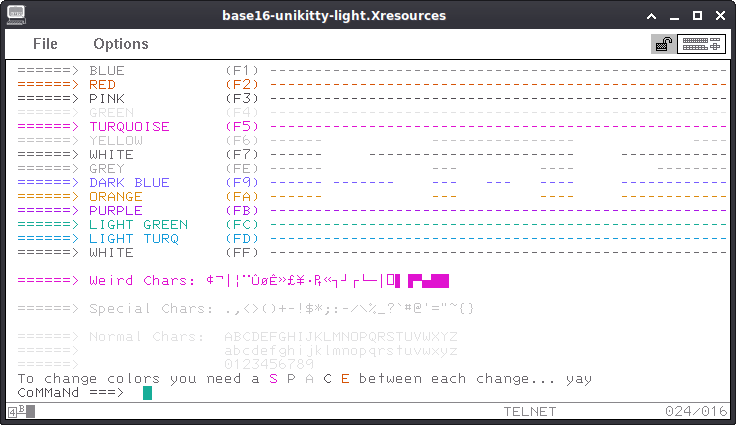 base16-unikitty-light.Xresources
File Options
======> BLUE (F1) ---------------------------------------------------
======> RED (F2) ---------------------------------------------------
======> PINK (F3) ---------------------------------------------------
======> GREEN (F4) ---------------------------------------------------
======> TURQUOISE (F5) ---------------------------------------------------
======> YELLOW (F6) ------ ---------------- ----
======> WHITE (F7) ------ ---------------- ------------
======> GREY (FE) ------ --- ---- ------------
======> DARK BLUE (F9) ---- ------- --- --- ---- ------------
======> ORANGE (FA) ------ --- ---- ------------
======> PURPLE (FB) ---------------------------------------------------
======> LIGHT GREEN (FC) ---------------------------------------------------
======> LIGHT TURQ (FD) ---------------------------------------------------
======> WHITE (FF) ---------------------------------------------------
======> Weird Chars: ¢¬|¦¨ÛøÊ»£¥·₧«┐┘┌└─│
======> Special Chars: .,<>()+-!$*;:-/\%_?`#@'="~{}
======> Normal Chars: ABCDEFGHIJKLMNOPQRSTUVWXYZ
======> abcdefghijklmnopqrstuvwxyz
======> 0123456789
To change colors you need a S P A C E between each change... yay
CoMMaNd ===>
4 B TELNET 024/016